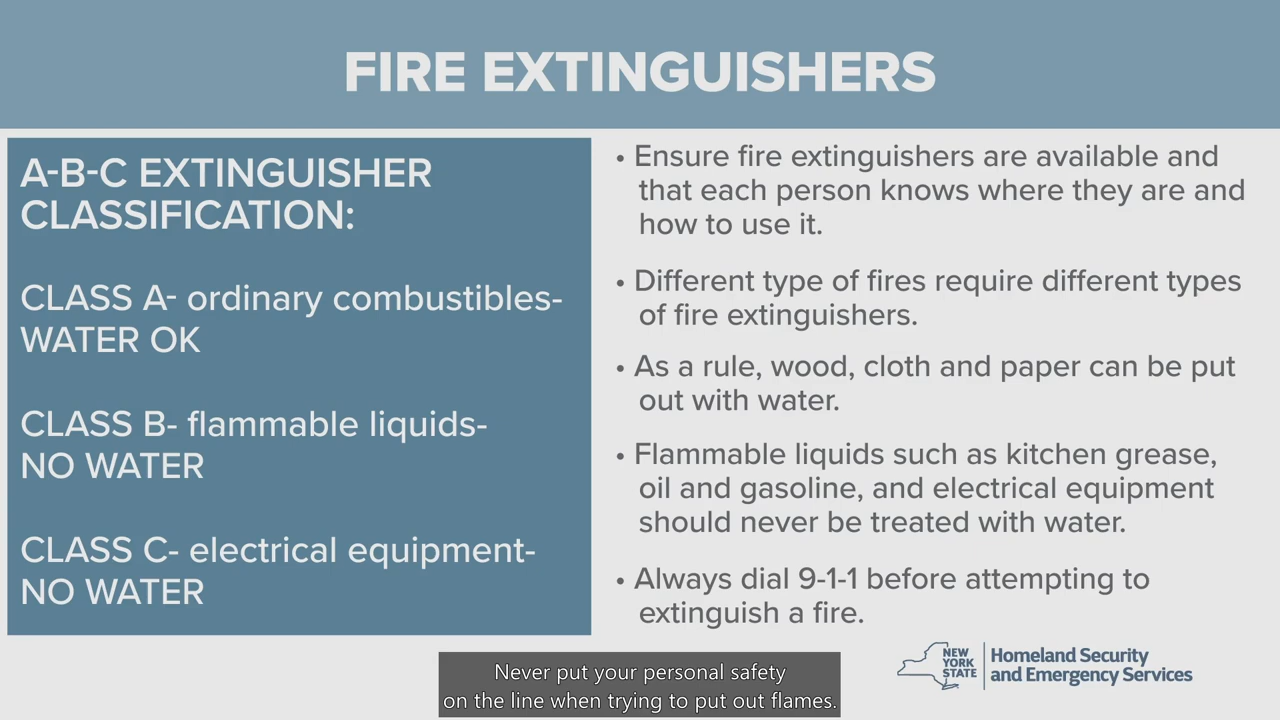 FIRE EXTINGUISHERS
A-B-C EXTINGUISHER
CLASSIFICATION:
CLASS A- ordinary combustibles-
WATER OK
CLASS B- flammable liquids-
NO WATER
CLASS C- electrical equipment-
NO WATER
• Ensure fire extinguishers are available and
that each person knows where they are and
how to use it.
• Different type of fires require different types
of fire extinguishers.
• As a rule, wood, cloth and paper can be put
out with water.
• Flammable liquids such as kitchen grease,
oil and gasoline, and electrical equipment
should never be treated with water.
• Always dial 9-1-1 before attempting to
extinguish a fire.
NEW
YORK
STATE
Homeland Security
and Emergency Services
Never put your personal safety
on the line when trying to put out flames.